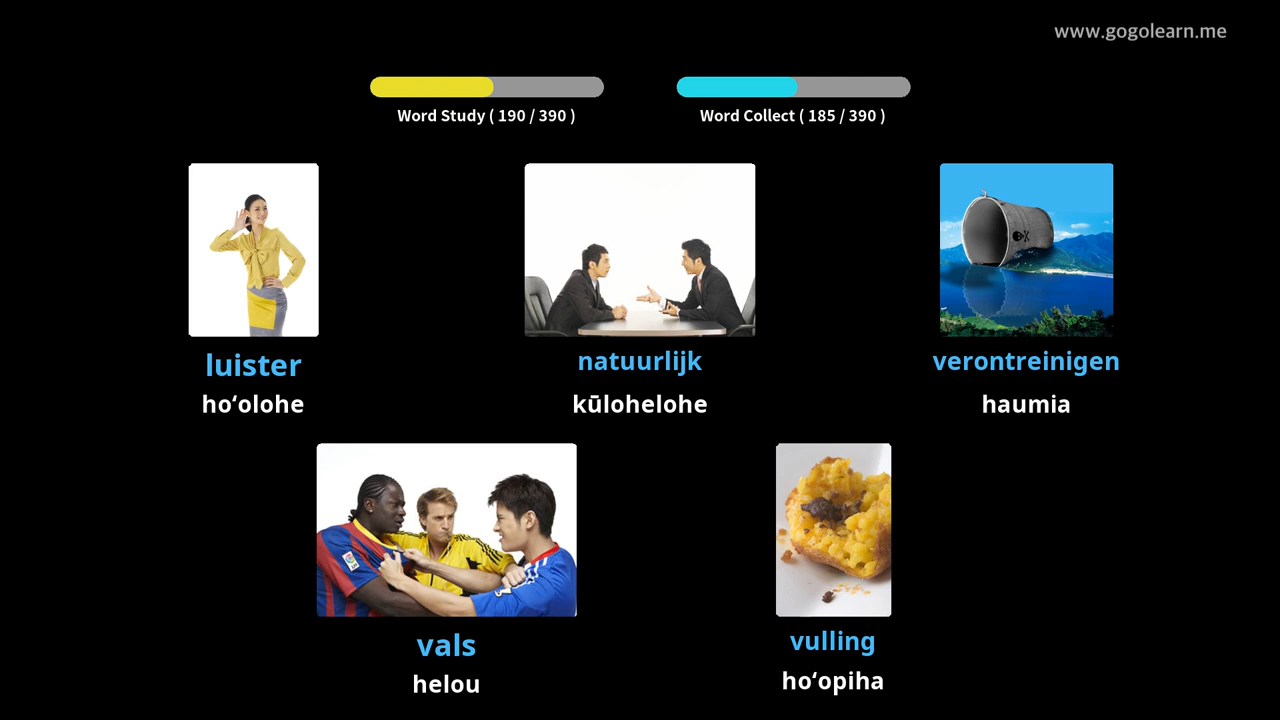 www.gogolearn.me
Word Study ( 190 / 390 )
Word Collect ( 185 / 390 )
luister
hoʻolohe
natuurlijk
kūlohelohe
verontreinigen
haumia
vals
helou
vulling
hoʻopiha